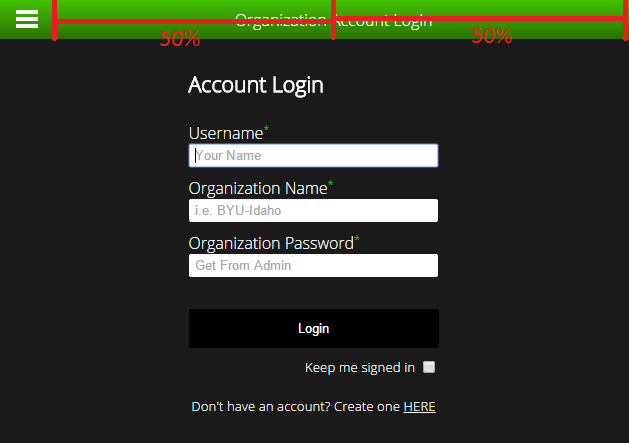 Organization Account Login
50% 50%
Account Login
Username*
Your Name
Organization Name*
i.e. BYU-Idaho
Organization Password*
Get From Admin
Login
Keep me signed in
Don't have an account? Create one HERE